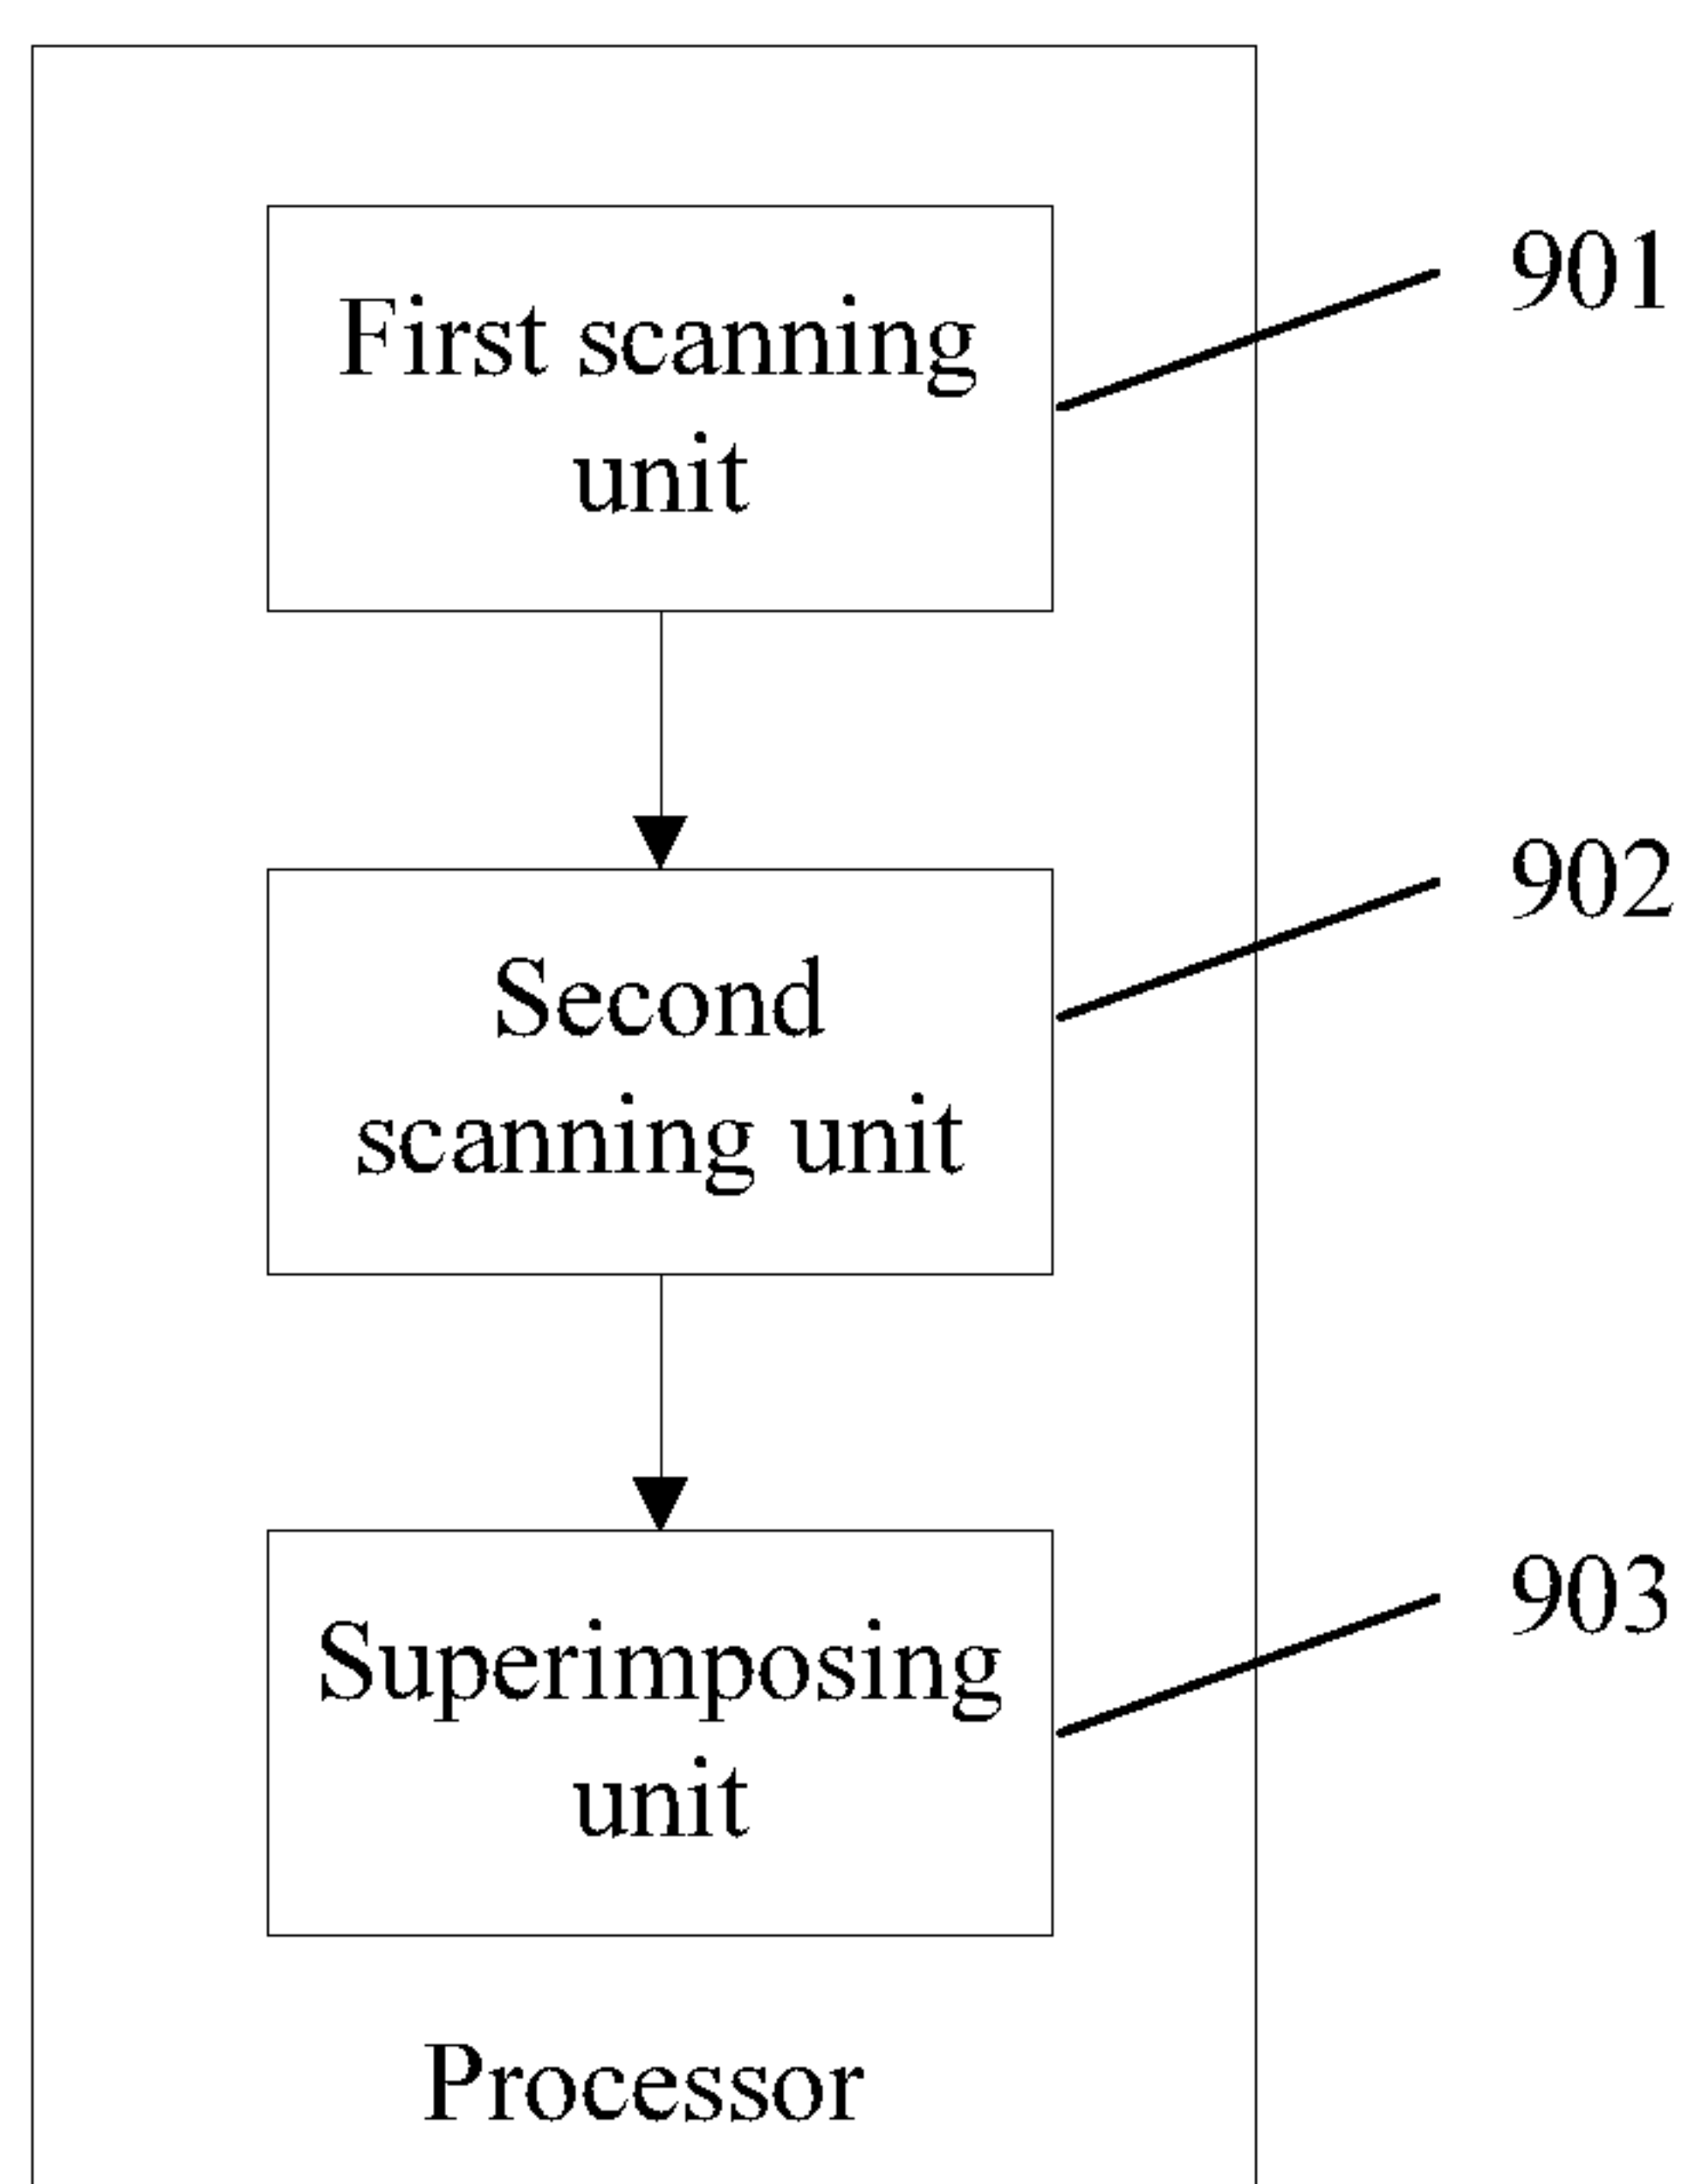 First scanning
unit
901
Second
scanning unit
902
Superimposing
unit
903
Processor